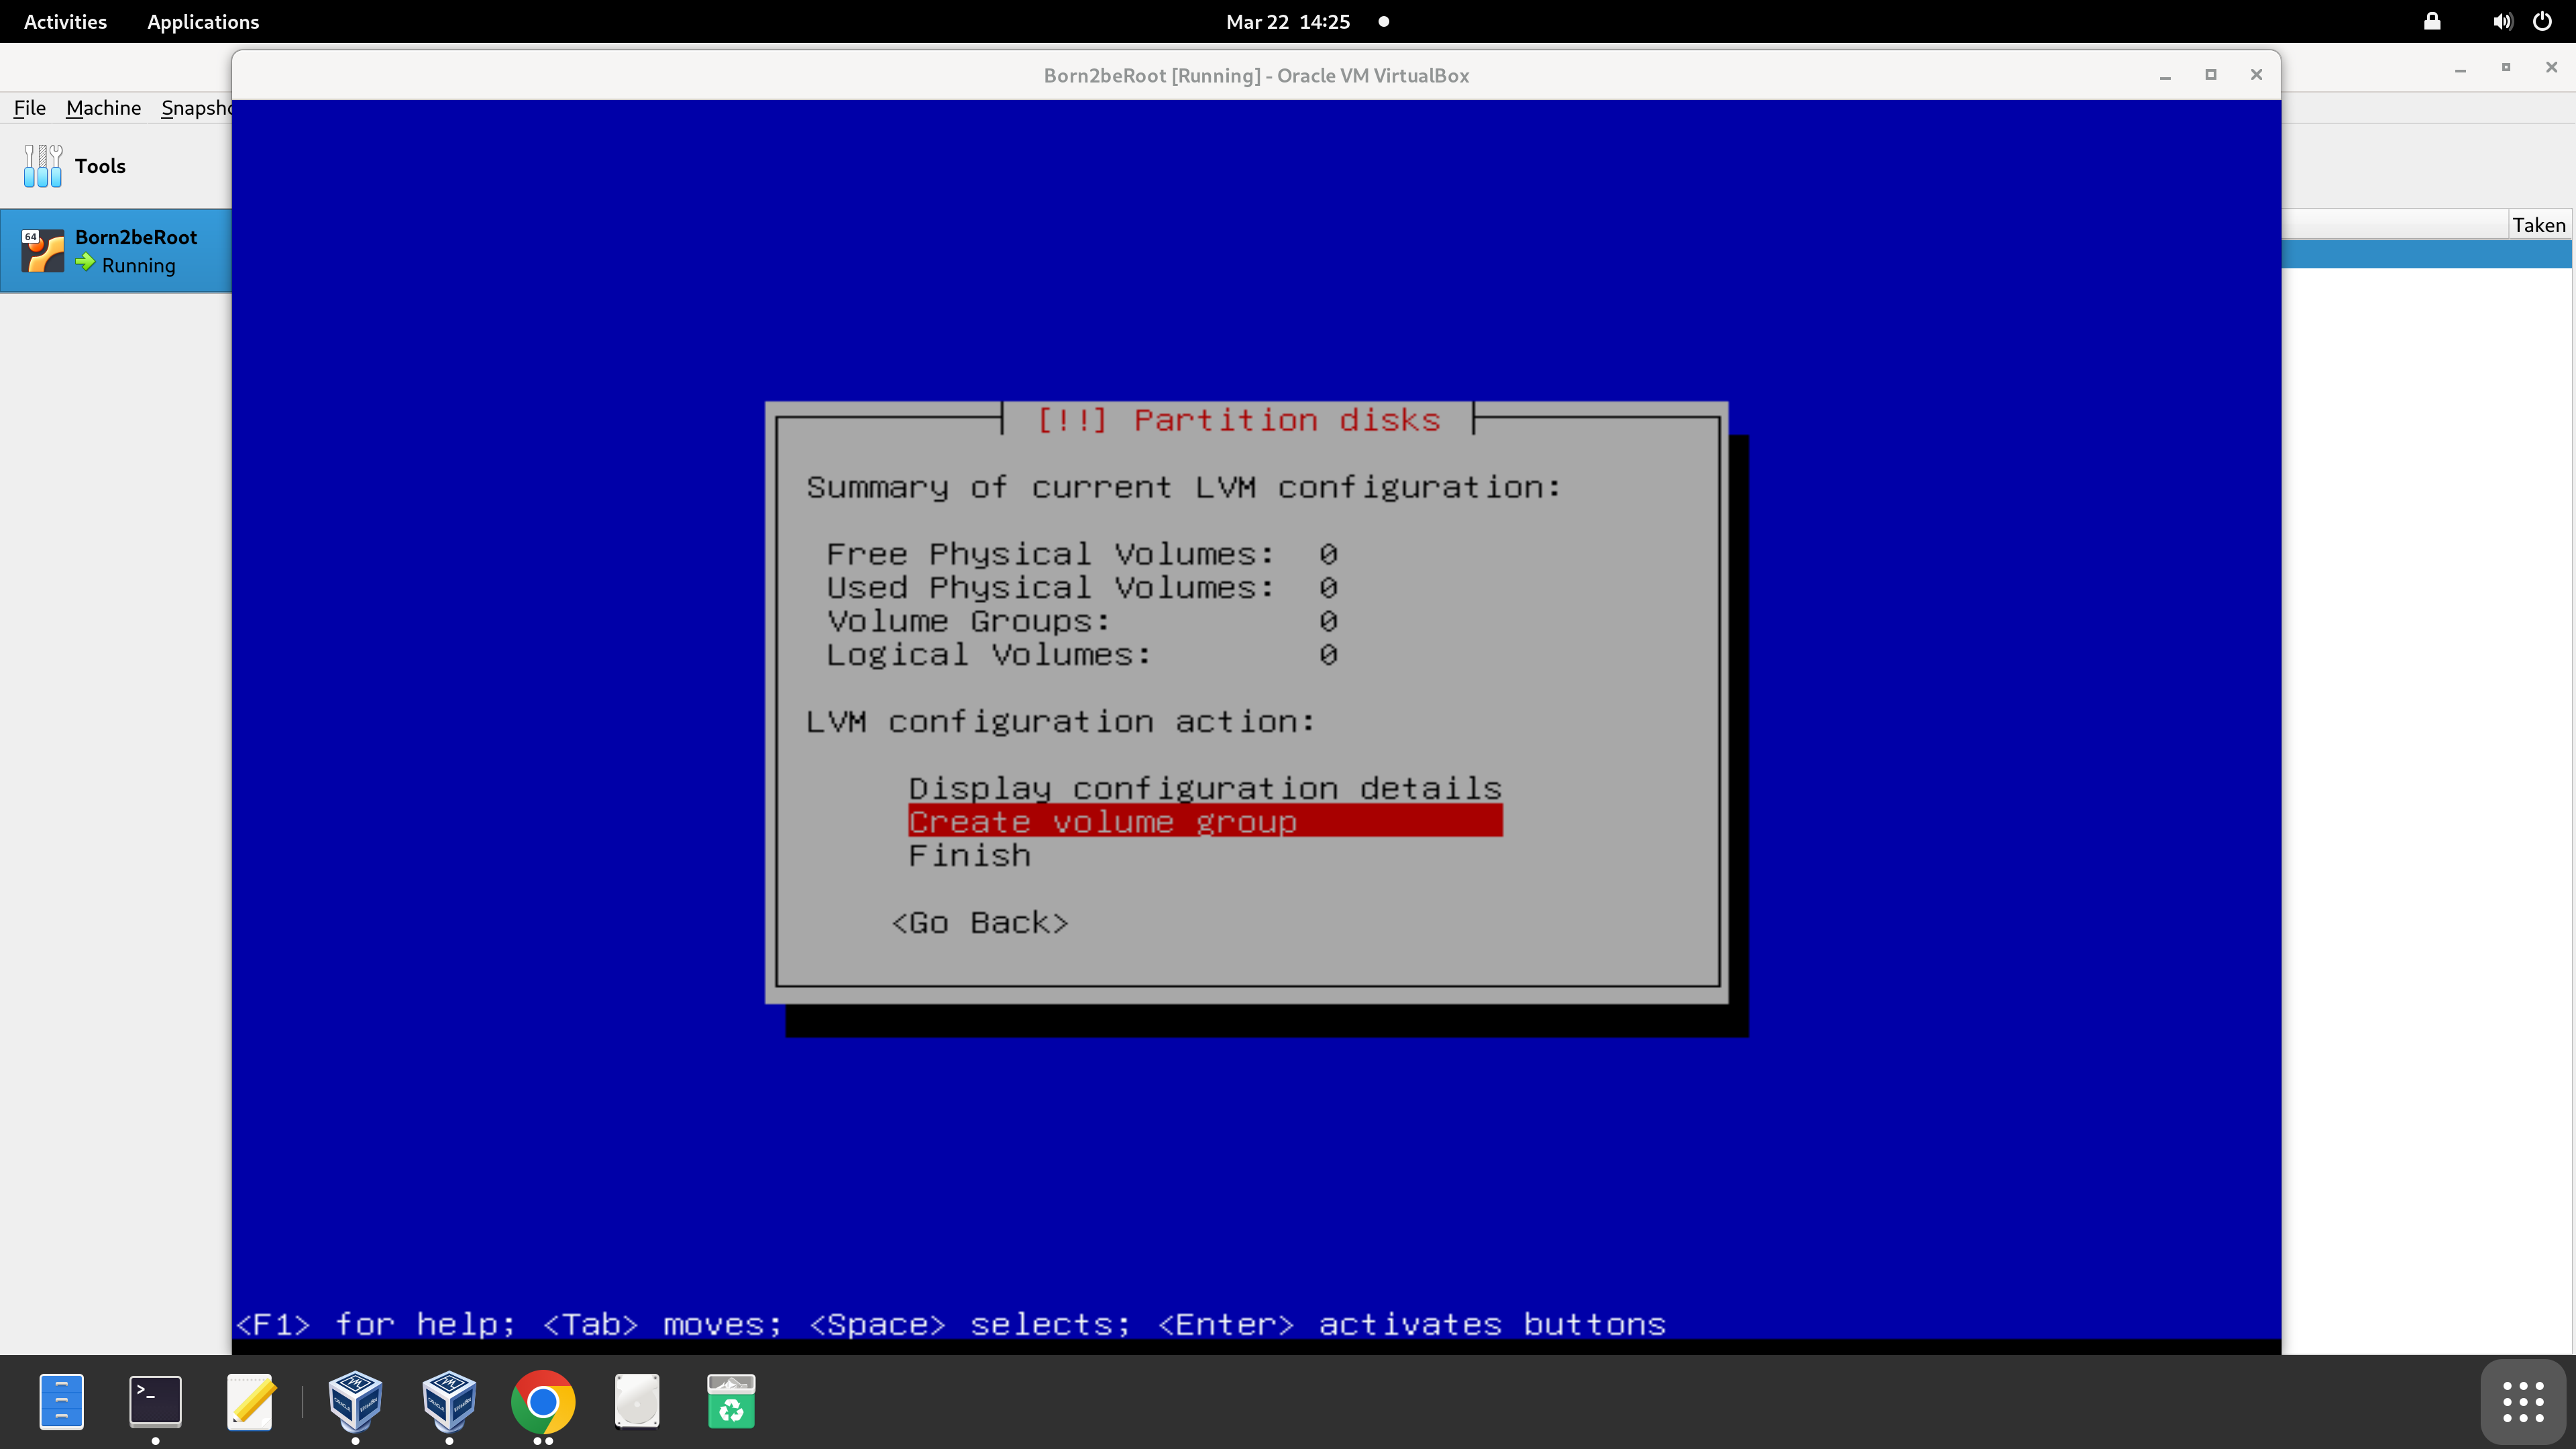 Activities Applications Mar 22 14:25
Born2beRoot [Running] - Oracle VM VirtualBox
File Machine Snapsho
Tools
Taken
64 Born2beRoot
Running
[!!] Partition disks
Summary of current LVM configuration:
Free Physical Volumes: 0
Used Physical Volumes: 0
Volume Groups: 0
Logical Volumes: 0
LVM configuration action:
Display configuration details
Create volume group
Finish
<Go Back>
<F1> for help; <Tab> moves; <Space> selects; <Enter> activates buttons